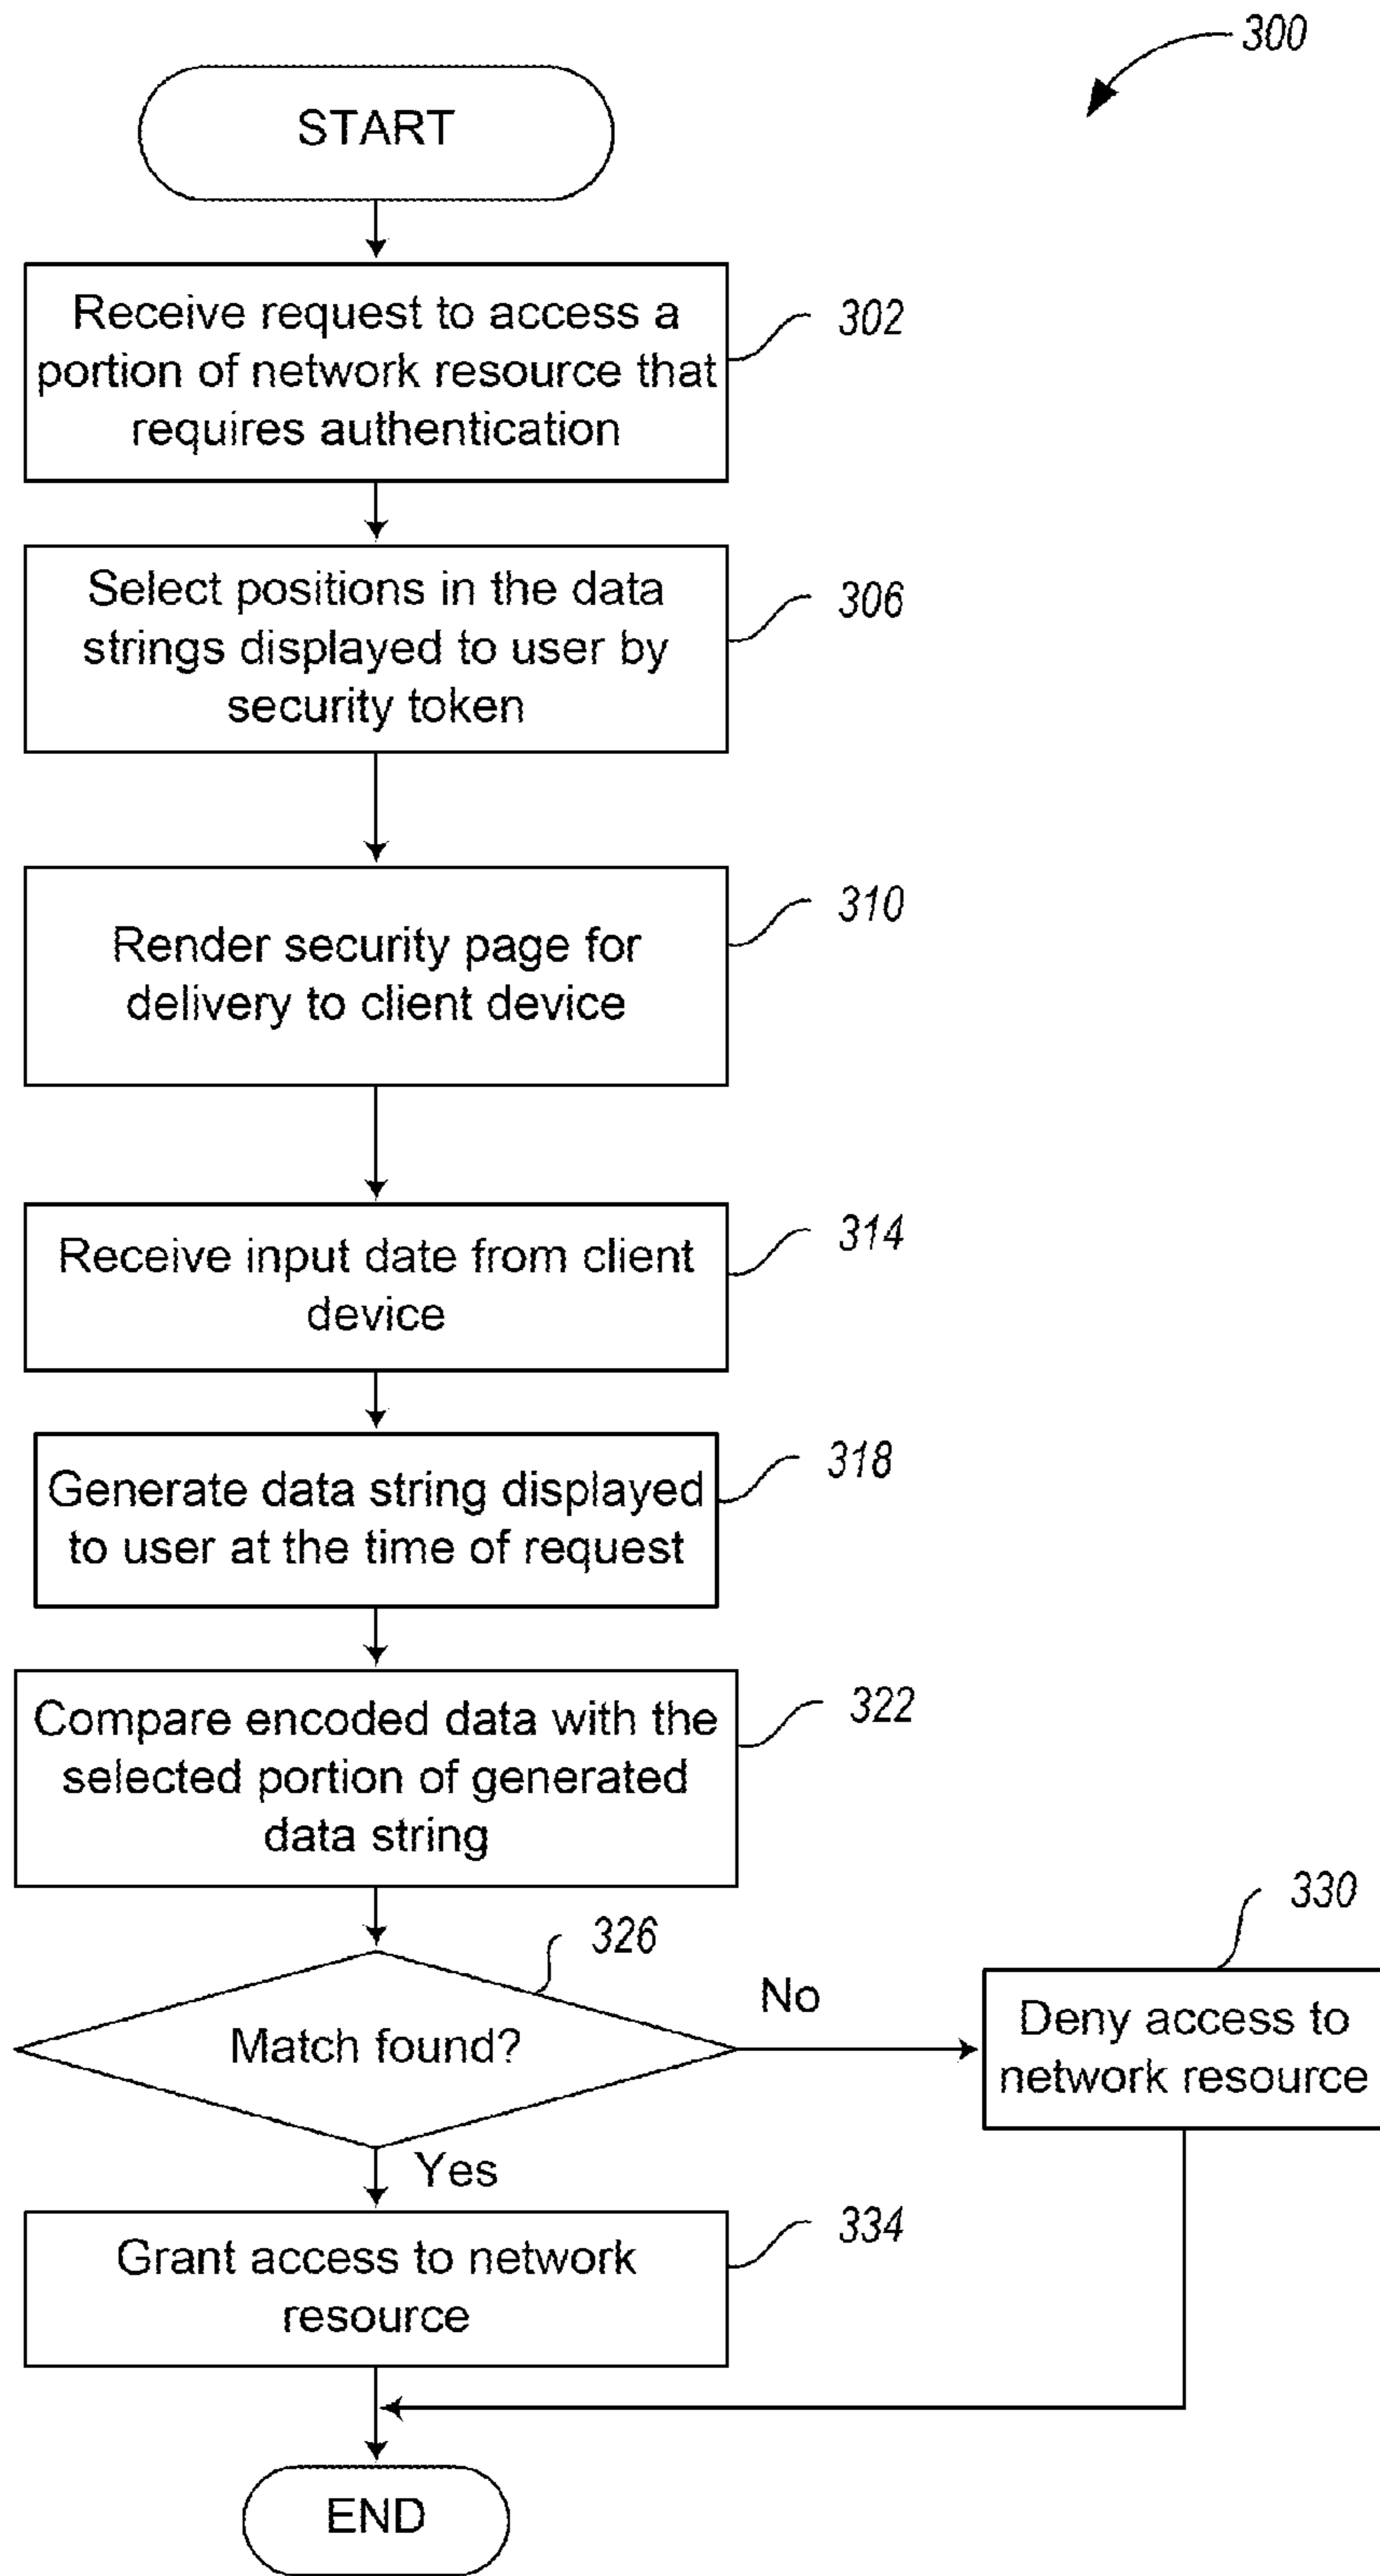 300
START
Receive request to access a
portion of network resource that
requires authentication
302
Select positions in the data
strings displayed to user by
security token
306
Render security page for
delivery to client device
310
Receive input date from client
device
314
Generate data string displayed
to user at the time of request
318
Compare encoded data with the
selected portion of generated
data string
322
Match found?
326
No
Deny access to
network resource
330
Yes
Grant access to network
resource
334
END